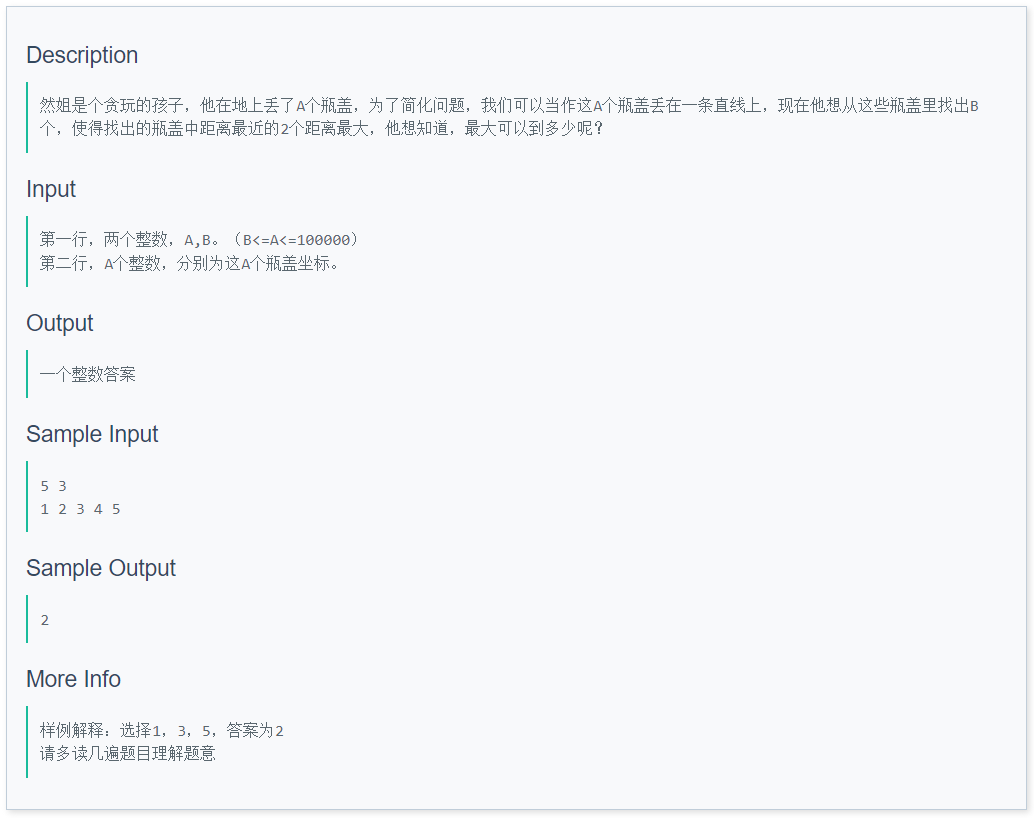 Description
然姐是个贪玩的孩子，他在地上丢了A个瓶盖，为了简化问题，我们可以当作这A个瓶盖丢在一条直线上，现在他想从这些瓶盖里找出B
个，使得找出的瓶盖中距离最近的2个距离最大，他想知道，最大可以到多少呢？
Input
第一行，两个整数，A,B。（B<=A<=100000）
第二行，A个整数，分别为这A个瓶盖坐标。
Output
一个整数答案
Sample Input
5 3
1 2 3 4 5
Sample Output
2
More Info
样例解释：选择1，3，5，答案为2
请多读几遍题目理解题意